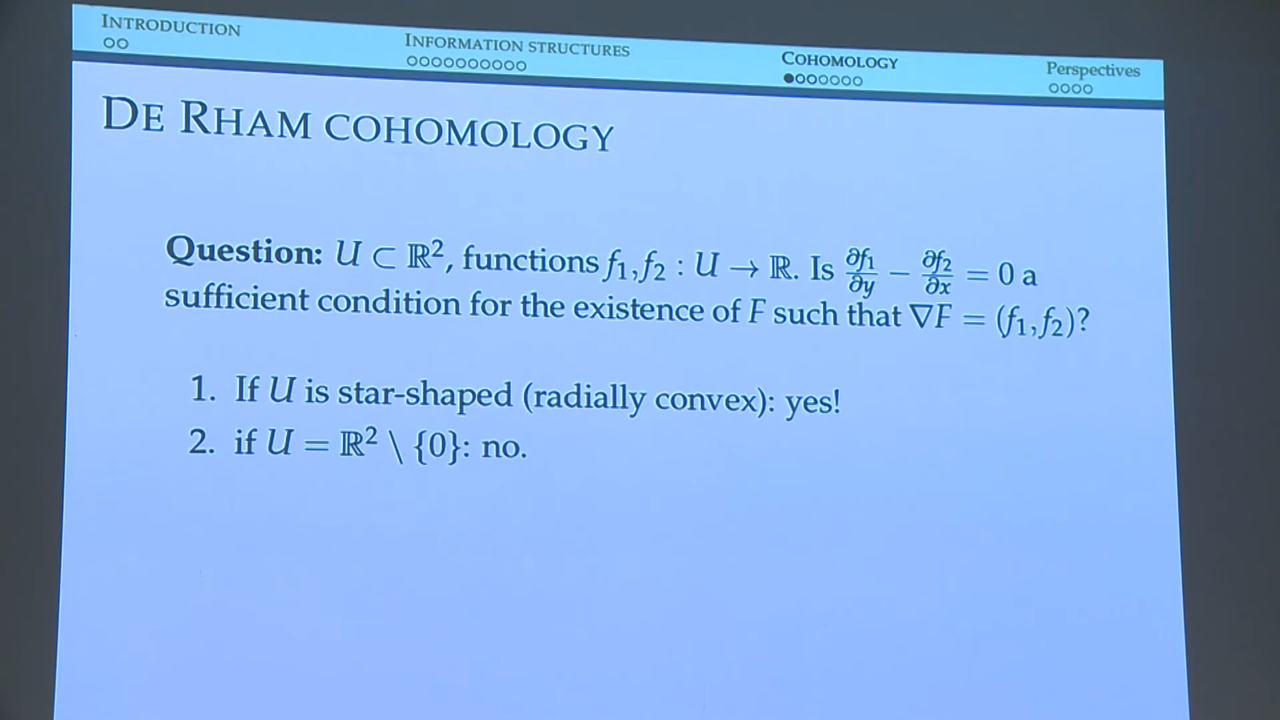 INTRODUCTION
INFORMATION STRUCTURES
COHOMOLOGY
Perspectives
DE RHAM COHOMOLOGY
Question: U ⊂ ℝ², functions f₁, f₂ : U → ℝ. Is ∂f₁/∂y − ∂f₂/∂x = 0 a
sufficient condition for the existence of F such that ∇F = (f₁, f₂)?
1. If U is star-shaped (radially convex): yes!
2. if U = ℝ² \ {0}: no.